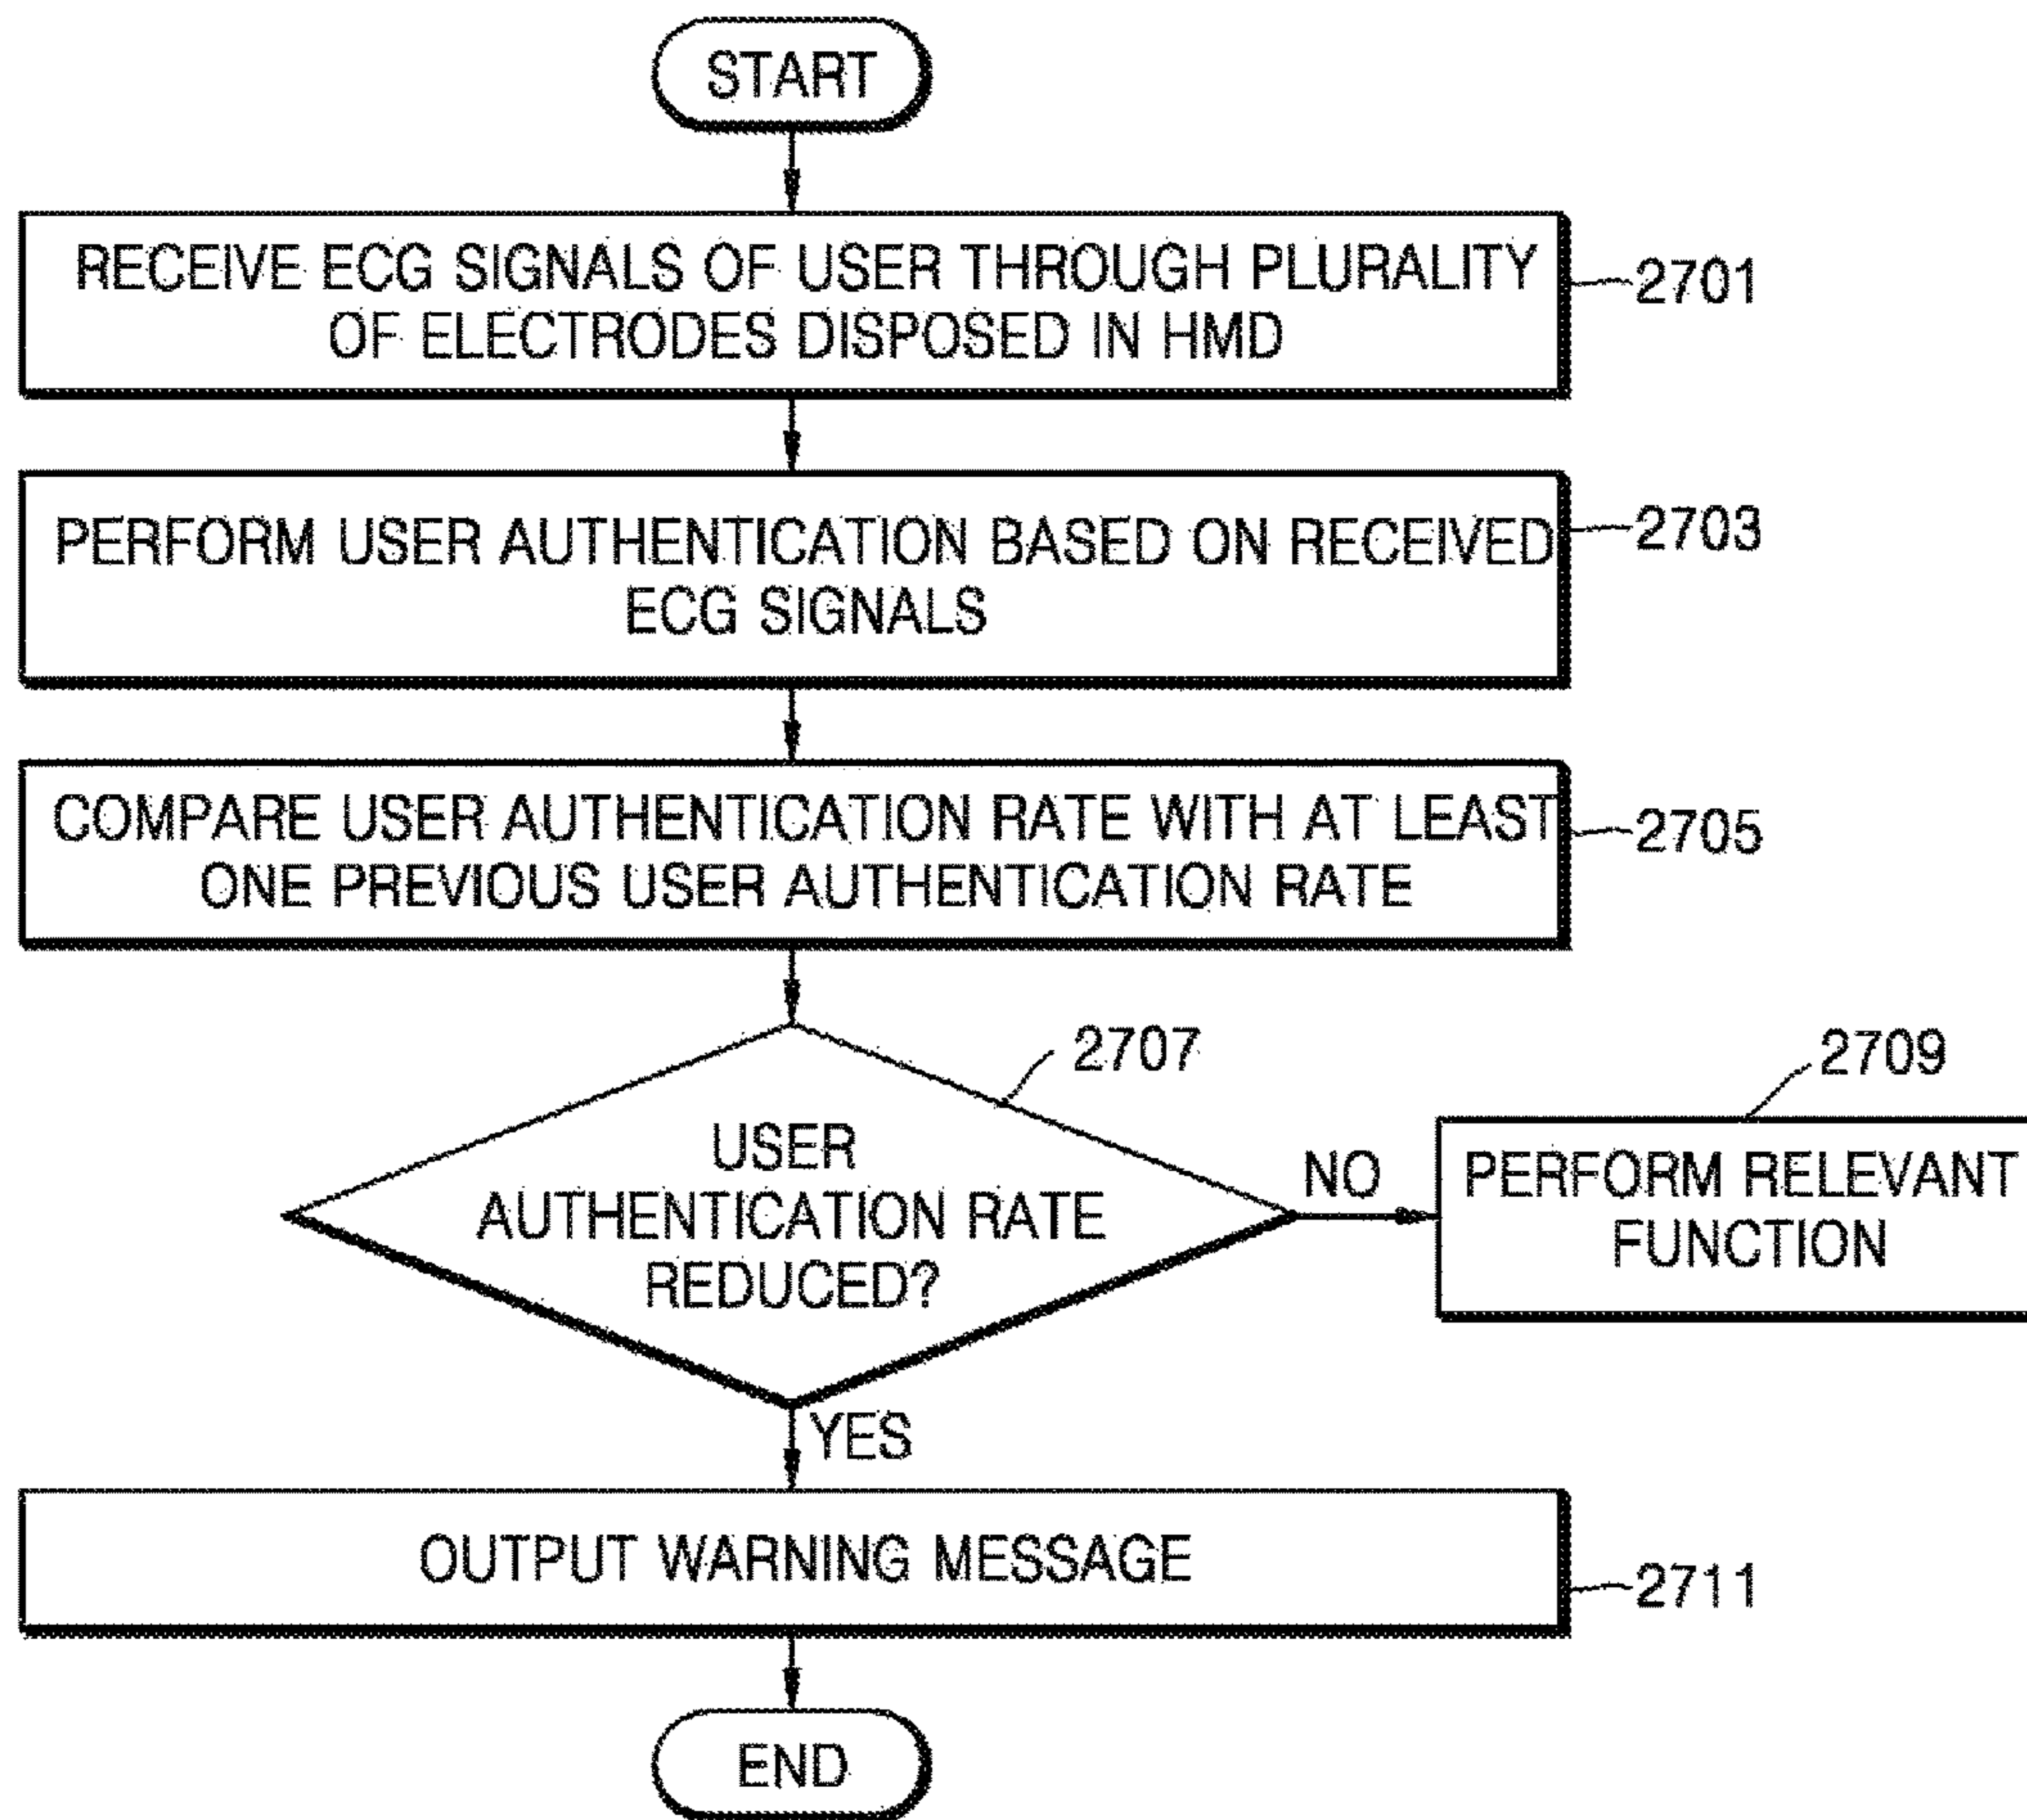 START
RECEIVE ECG SIGNALS OF USER THROUGH PLURALITY
OF ELECTRODES DISPOSED IN HMD
2701
PERFORM USER AUTHENTICATION BASED ON RECEIVED
ECG SIGNALS
2703
COMPARE USER AUTHENTICATION RATE WITH AT LEAST
ONE PREVIOUS USER AUTHENTICATION RATE
2705
2707
USER
AUTHENTICATION RATE
REDUCED?
NO
2709
PERFORM RELEVANT
FUNCTION
YES
OUTPUT WARNING MESSAGE
2711
END